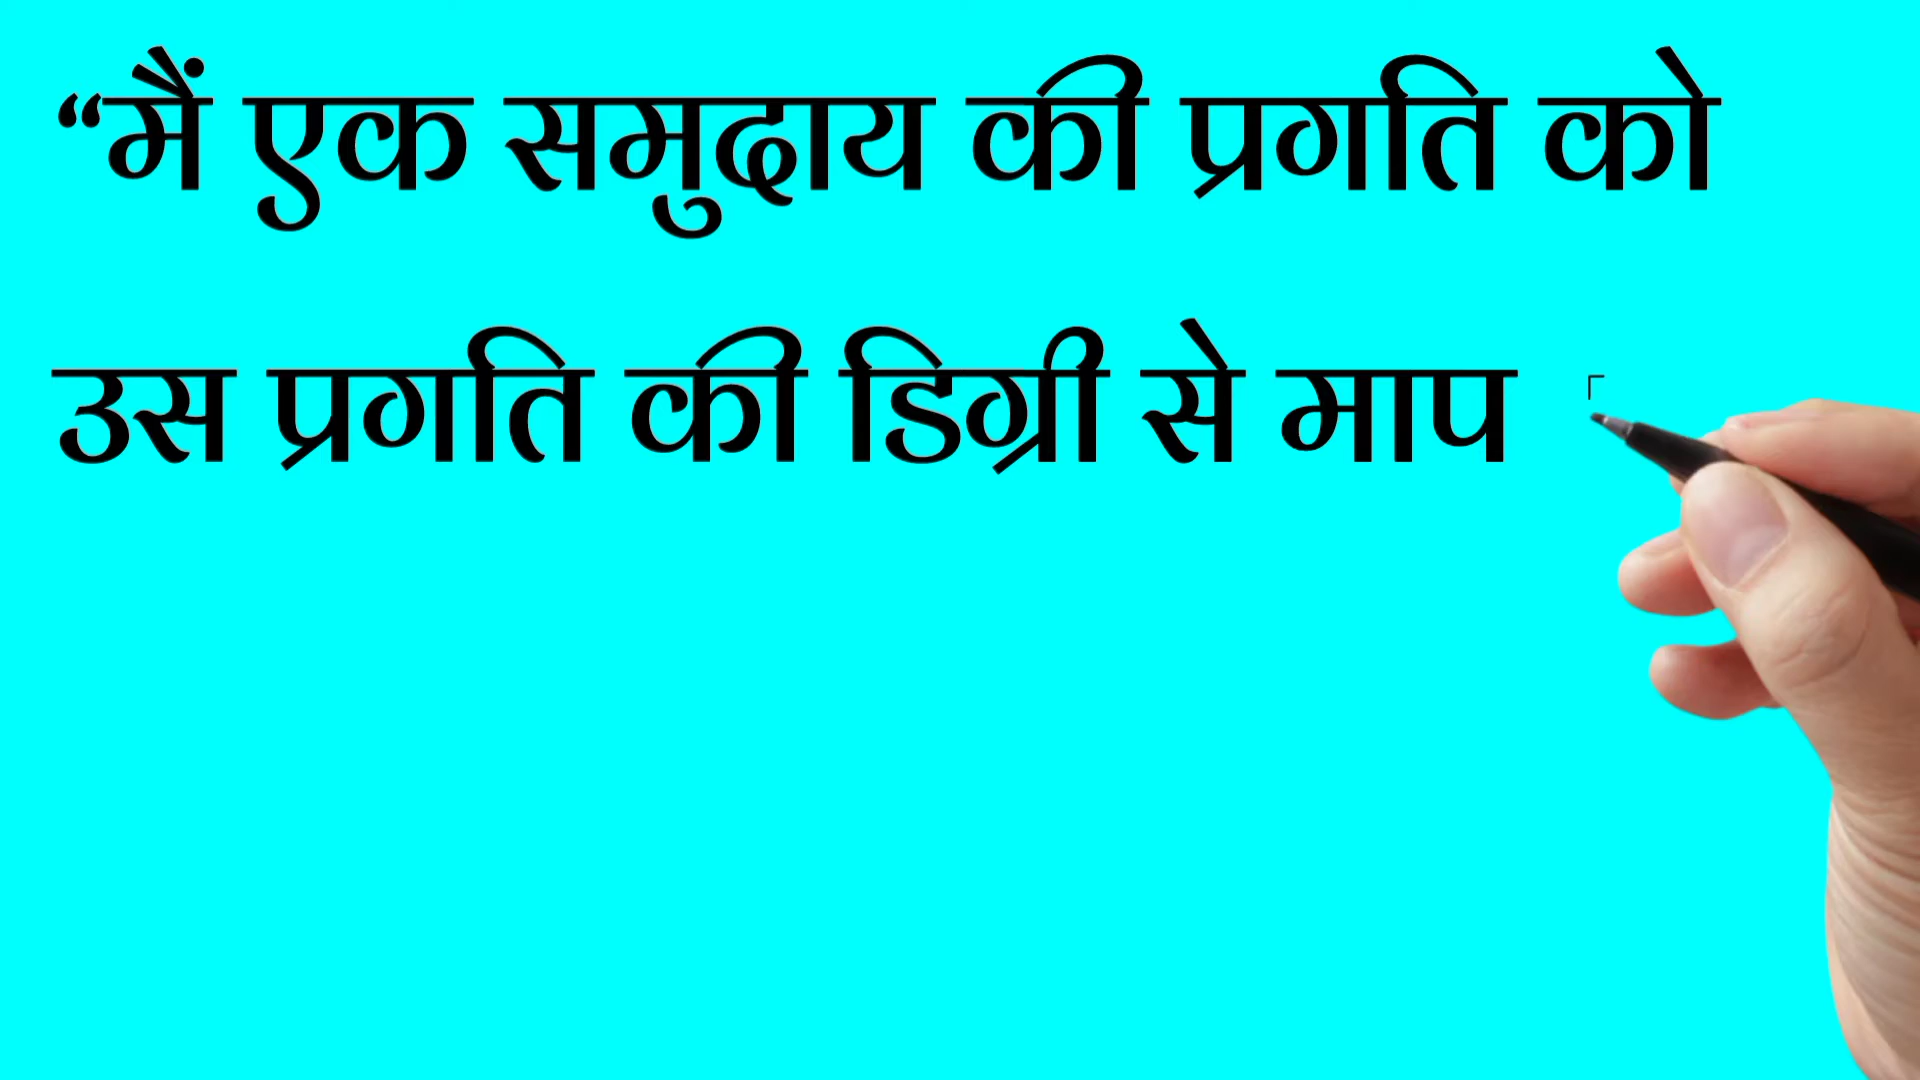 “मैं एक समुदाय की प्रगति को
उस प्रगति की डिग्री से माप